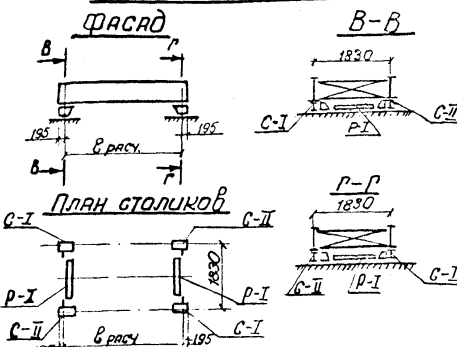 Фасад
В
Г
195
ℓ расч.
195
В
Г
В-В
1830
С-I
С-II
Р-I
План столиков
С-I
С-II
Р-I
1830
Р-I
С-II
С-I
ℓ расч
195
Г-Г
1830
С-II
Р-I
С-I